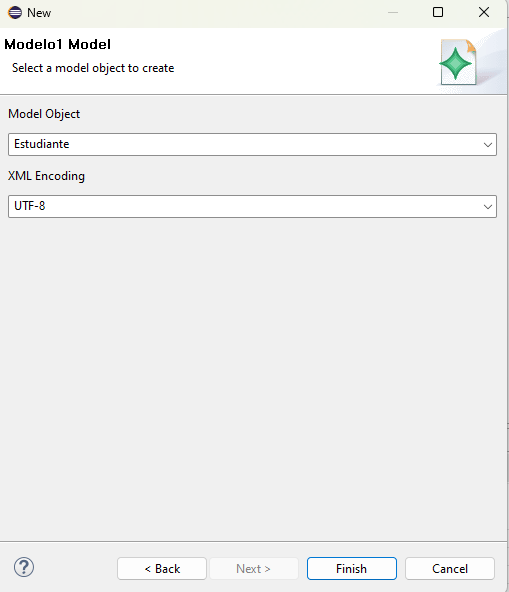 New
Modelo1 Model
Select a model object to create
Model Object
Estudiante
XML Encoding
UTF-8
? < Back Next > Finish Cancel